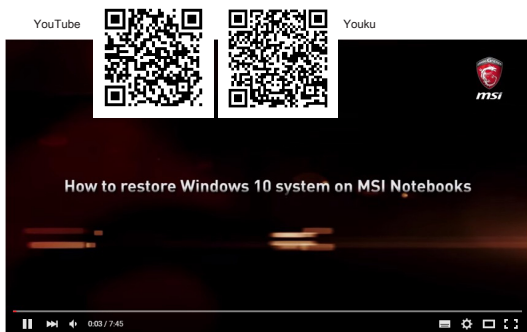 YouTube
Youku
msi
How to restore Windows 10 system on MSI Notebooks
0:03 / 7:45